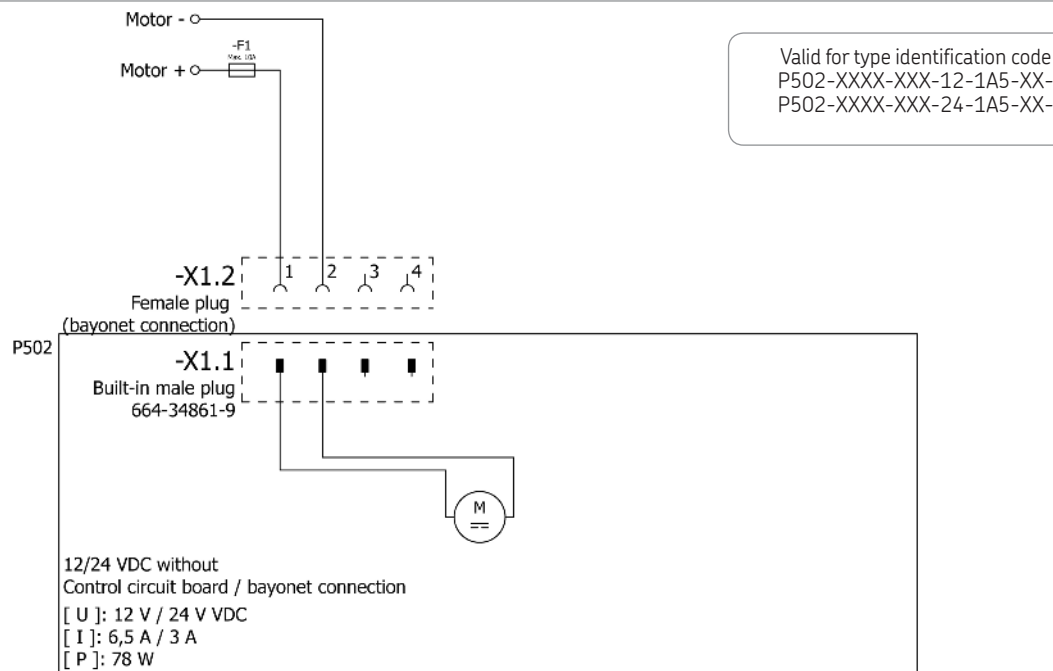 Motor -
-F1
Motor +
Valid for type identification code
P502-XXXX-XXX-12-1A5-XX-
P502-XXXX-XXX-24-1A5-XX-
-X1.2
1 2 3 4
Female plug
(bayonet connection)
P502
-X1.1
Built-in male plug
664-34861-9
M
12/24 VDC without
Control circuit board / bayonet connection
[ U ]: 12 V / 24 V VDC
[ I ]: 6,5 A / 3 A
[ P ]: 78 W